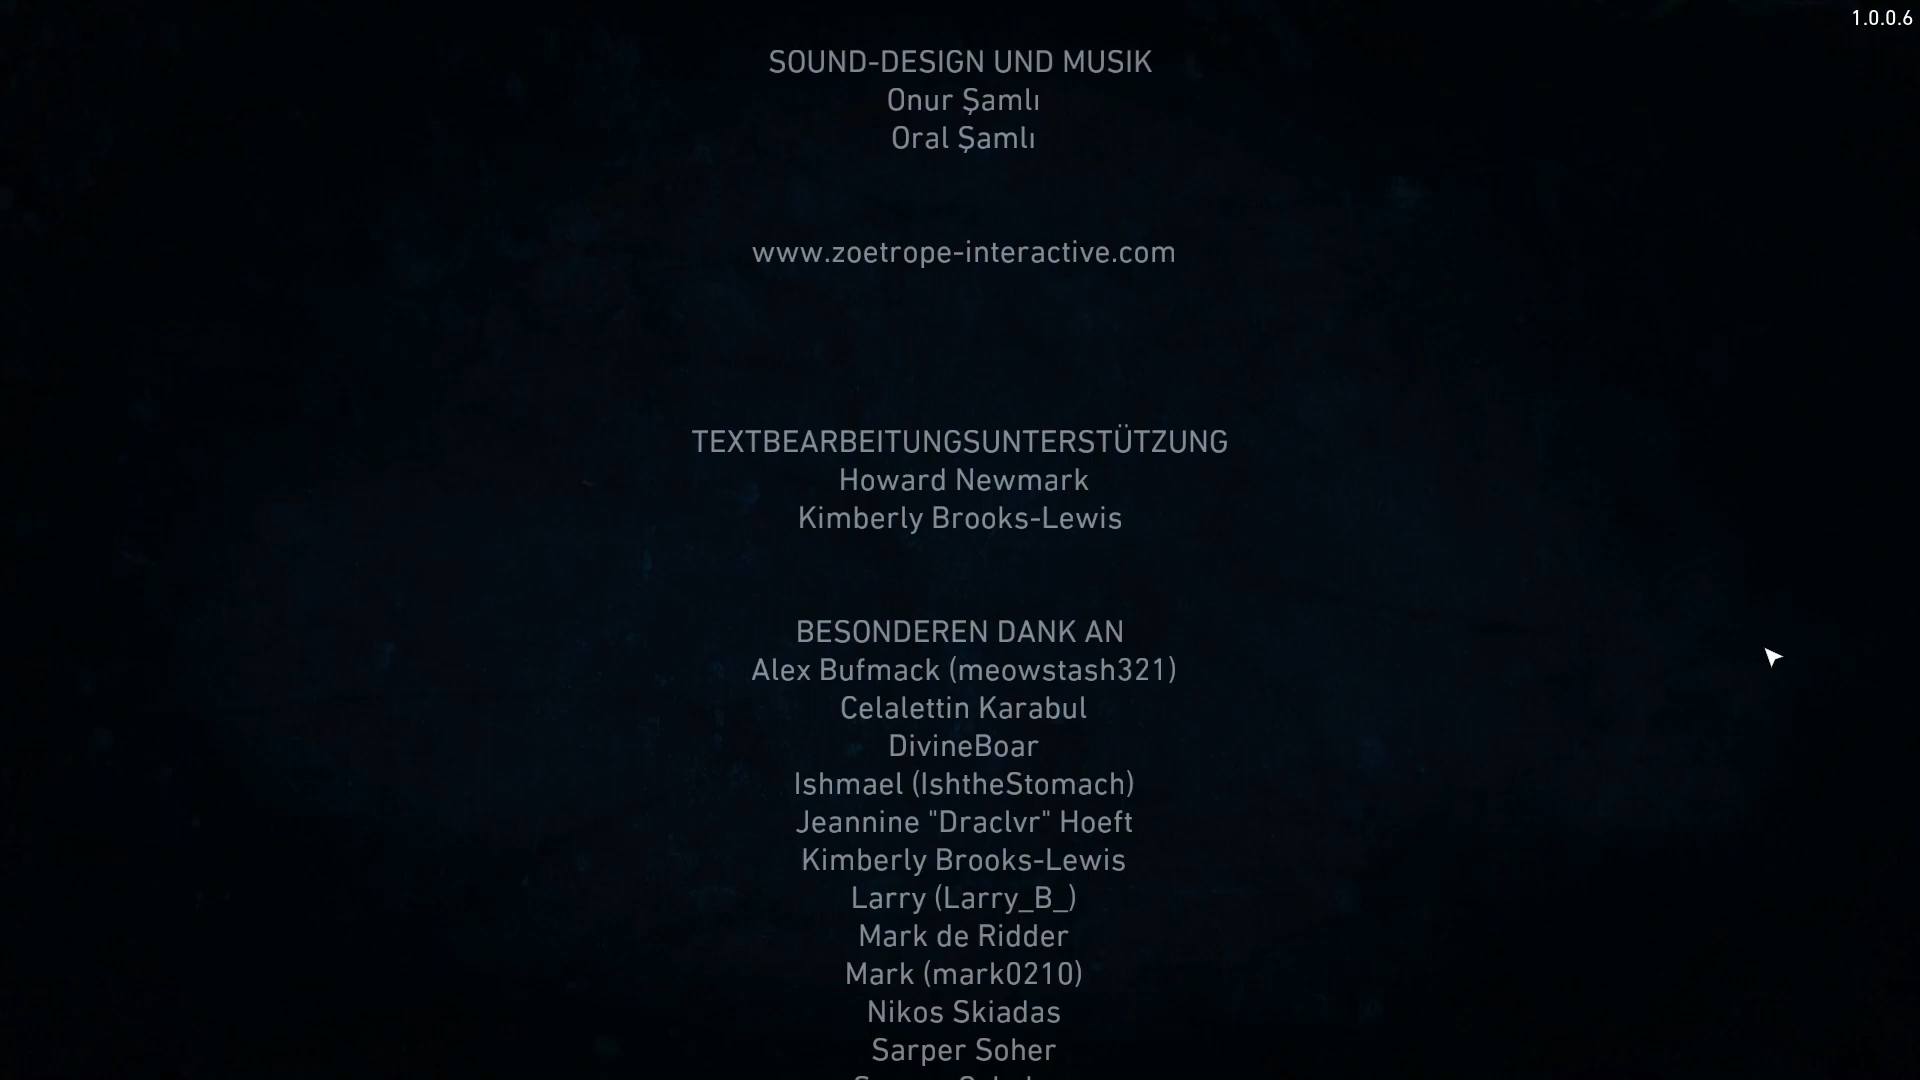 1.0.0.6
SOUND-DESIGN UND MUSIK
Onur Şamlı
Oral Şamlı
www.zoetrope-interactive.com
TEXTBEARBEITUNGSUNTERSTÜTZUNG
Howard Newmark
Kimberly Brooks-Lewis
BESONDEREN DANK AN
Alex Bufmack (meowstash321)
Celalettin Karabul
DivineBoar
Ishmael (IshtheStomach)
Jeannine "Draclvr" Hoeft
Kimberly Brooks-Lewis
Larry (Larry_B_)
Mark de Ridder
Mark (mark0210)
Nikos Skiadas
Sarper Soher